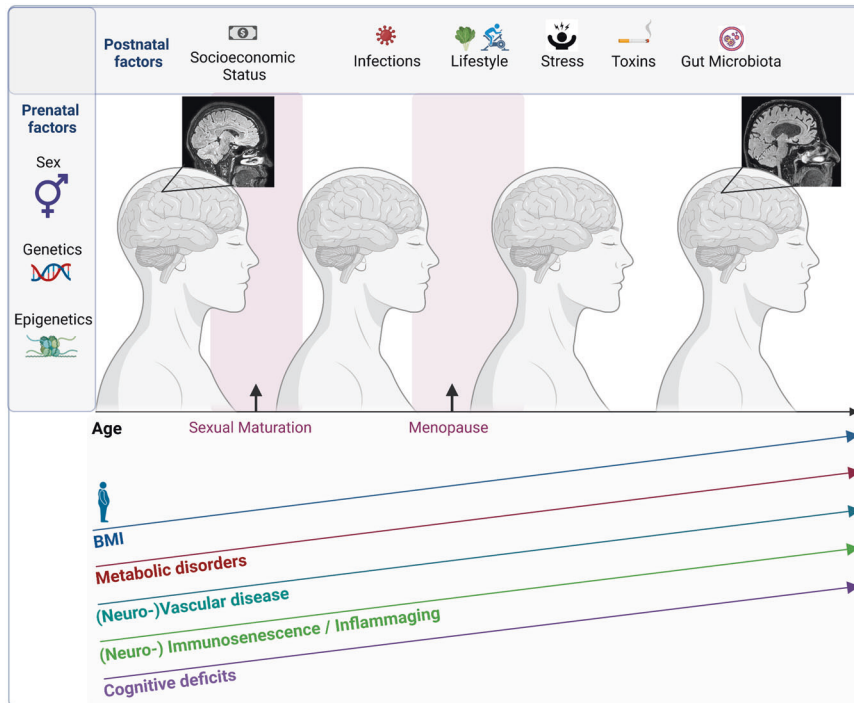 Postnatal
factors
Socioeconomic
Status
Infections
Lifestyle
Stress
Toxins
Gut Microbiota
Prenatal
factors
Sex
Genetics
Epigenetics
Age
Sexual Maturation
Menopause
BMI
Metabolic disorders
(Neuro-)Vascular disease
(Neuro-) Immunosenescence / Inflammaging
Cognitive deficits